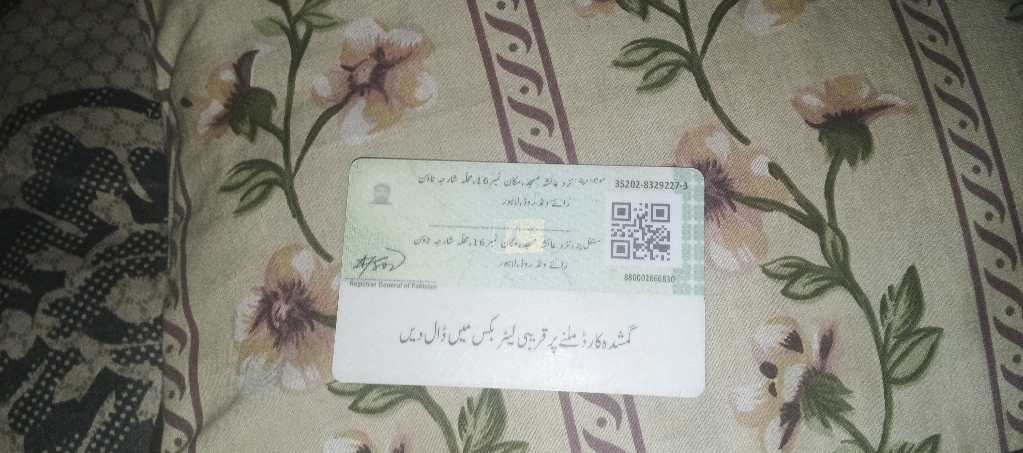 موجودہ پتہ: نزد عائشہ مسجد، مکان نمبر 16، محلہ شارجہ ٹاؤن
رائے ونڈ روڈ، لاہور
35202-8329227-3
مستقل پتہ: نزد عائشہ مسجد، مکان نمبر 16، محلہ شارجہ ٹاؤن
رائے ونڈ روڈ، لاہور
880002666830
Registrar General of Pakistan
گمشدہ کارڈ ملنے پر قریبی لیٹر بکس میں ڈال دیں